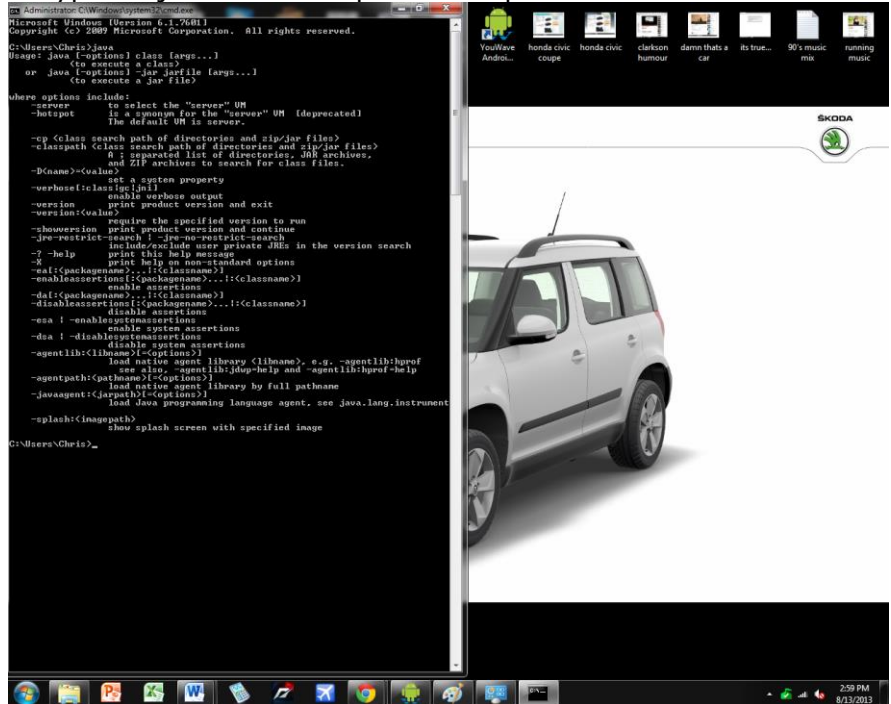 Administrator: C:\Windows\system32\cmd.exe
Microsoft Windows [Version 6.1.7601]
Copyright (c) 2009 Microsoft Corporation.  All rights reserved.
C:\Users\Chris>java
Usage: java [-options] class [args...]
(to execute a class)
or  java [-options] -jar jarfile [args...]
(to execute a jar file)
where options include:
-server       to select the "server" VM
-hotspot      is a synonym for the "server" VM  [deprecated]
The default VM is server.
-cp <class search path of directories and zip/jar files>
-classpath <class search path of directories and zip/jar files>
A ; separated list of directories, JAR archives,
and ZIP archives to search for class files.
-D<name>=<value>
set a system property
-verbose[:class|gc|jni]
enable verbose output
-version      print product version and exit
-version:<value>
require the specified version to run
-showversion  print product version and continue
-jre-restrict-search | -jre-no-restrict-search
include/exclude user private JREs in the version search
-? -help      print this help message
-X            print help on non-standard options
-ea[:<packagename>...|:<classname>]
-enableassertions[:<packagename>...|:<classname>]
enable assertions
-da[:<packagename>...|:<classname>]
-disableassertions[:<packagename>...|:<classname>]
disable assertions
-esa | -enablesystemassertions
enable system assertions
-dsa | -disablesystemassertions
disable system assertions
-agentlib:<libname>[=<options>]
load native agent library <libname>, e.g. -agentlib:hprof
see also, -agentlib:jdwp=help and -agentlib:hprof=help
-agentpath:<pathname>[=<options>]
load native agent library by full pathname
-javaagent:<jarpath>[=<options>]
load Java programming language agent, see java.lang.instrument
-splash:<imagepath>
show splash screen with specified image
C:\Users\Chris>_
YouWave Androi...
honda civic coupe
honda civic
clarkson humour
damn thats a car
its true...
90's music mix
running music
ŠKODA
2:59 PM
8/13/2013